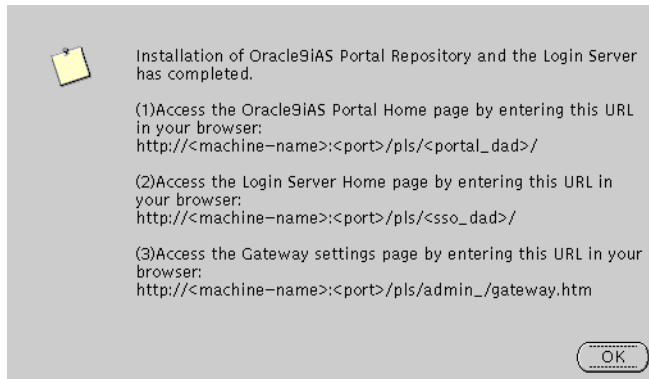 Installation of Oracle9iAS Portal Repository and the Login Server
has completed.
(1)Access the Oracle9iAS Portal Home page by entering this URL
in your browser:
http://<machine-name>:<port>/pls/<portal_dad>/
(2)Access the Login Server Home page by entering this URL in
your browser:
http://<machine-name>:<port>/pls/<sso_dad>/
(3)Access the Gateway settings page by entering this URL in your
browser:
http://<machine-name>:<port>/pls/admin_/gateway.htm
OK